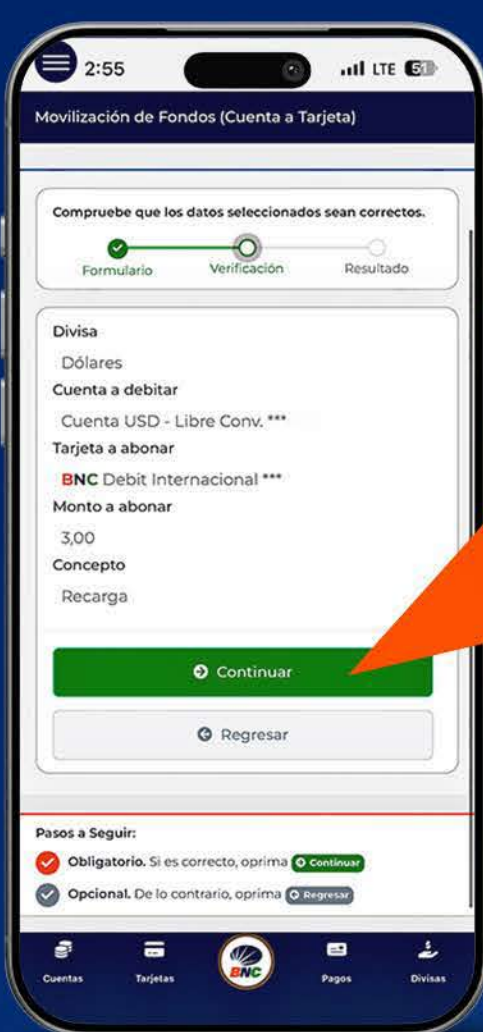 2:55
LTE 51
Movilización de Fondos (Cuenta a Tarjeta)
Compruebe que los datos seleccionados sean correctos.
Formulario Verificación Resultado
Divisa
Dólares
Cuenta a debitar
Cuenta USD - Libre Conv. ***
Tarjeta a abonar
BNC Debit Internacional ***
Monto a abonar
3,00
Concepto
Recarga
Continuar
Regresar
Pasos a Seguir:
Obligatorio. Si es correcto, oprima Continuar
Opcional. De lo contrario, oprima Regresar
Cuentas Tarjetas BNC Pagos Divisas